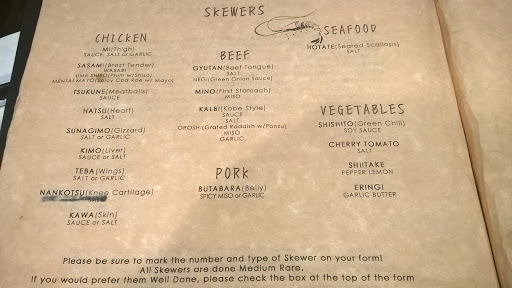 SKEWERS
CHICKEN
MI(Thigh)
SAUCE, SALT or GARLIC
SASAMI(Brest Tender)
WASABI
UME SHISO(Plum w/Shiso)
MENTAI MAYO(Spicy Cod Roe w/ Mayo)
TSUKUNE(Meatballs)
SAUCE
HATSU(Heart)
SALT
SUNAGIMO(Gizzard)
SALT or GARLIC
KIMO(Liver)
SAUCE or SALT
TEBA(Wings)
SALT or GARLIC
NANKOTSU(Knee Cartilage)
KAWA(Skin)
SAUCE or SALT
BEEF
GYUTAN(Beef Tongue)
SALT
NEGI(Green Onion Sauce)
MINO(First Stomach)
MISO
KALBI(Kobe Style)
SAUCE
SALT
OROSHI(Grated Raddish w/Ponzu)
MISO
GARLIC
PORK
BUTABARA(Belly)
SPICY MISO or GARLIC
SEAFOOD
HOTATE(Seared Scallops)
SALT
VEGETABLES
SHISHITO(Green Chili)
SOY SAUCE
CHERRY TOMATO
SALT
SHIITAKE
PEPPER LEMON
ERINGI
GARLIC BUTTER
Please be sure to mark the number and type of Skewer on your form!
All Skewers are done Medium Rare.
If you would prefer them Well Done, please check the box at the top of the form